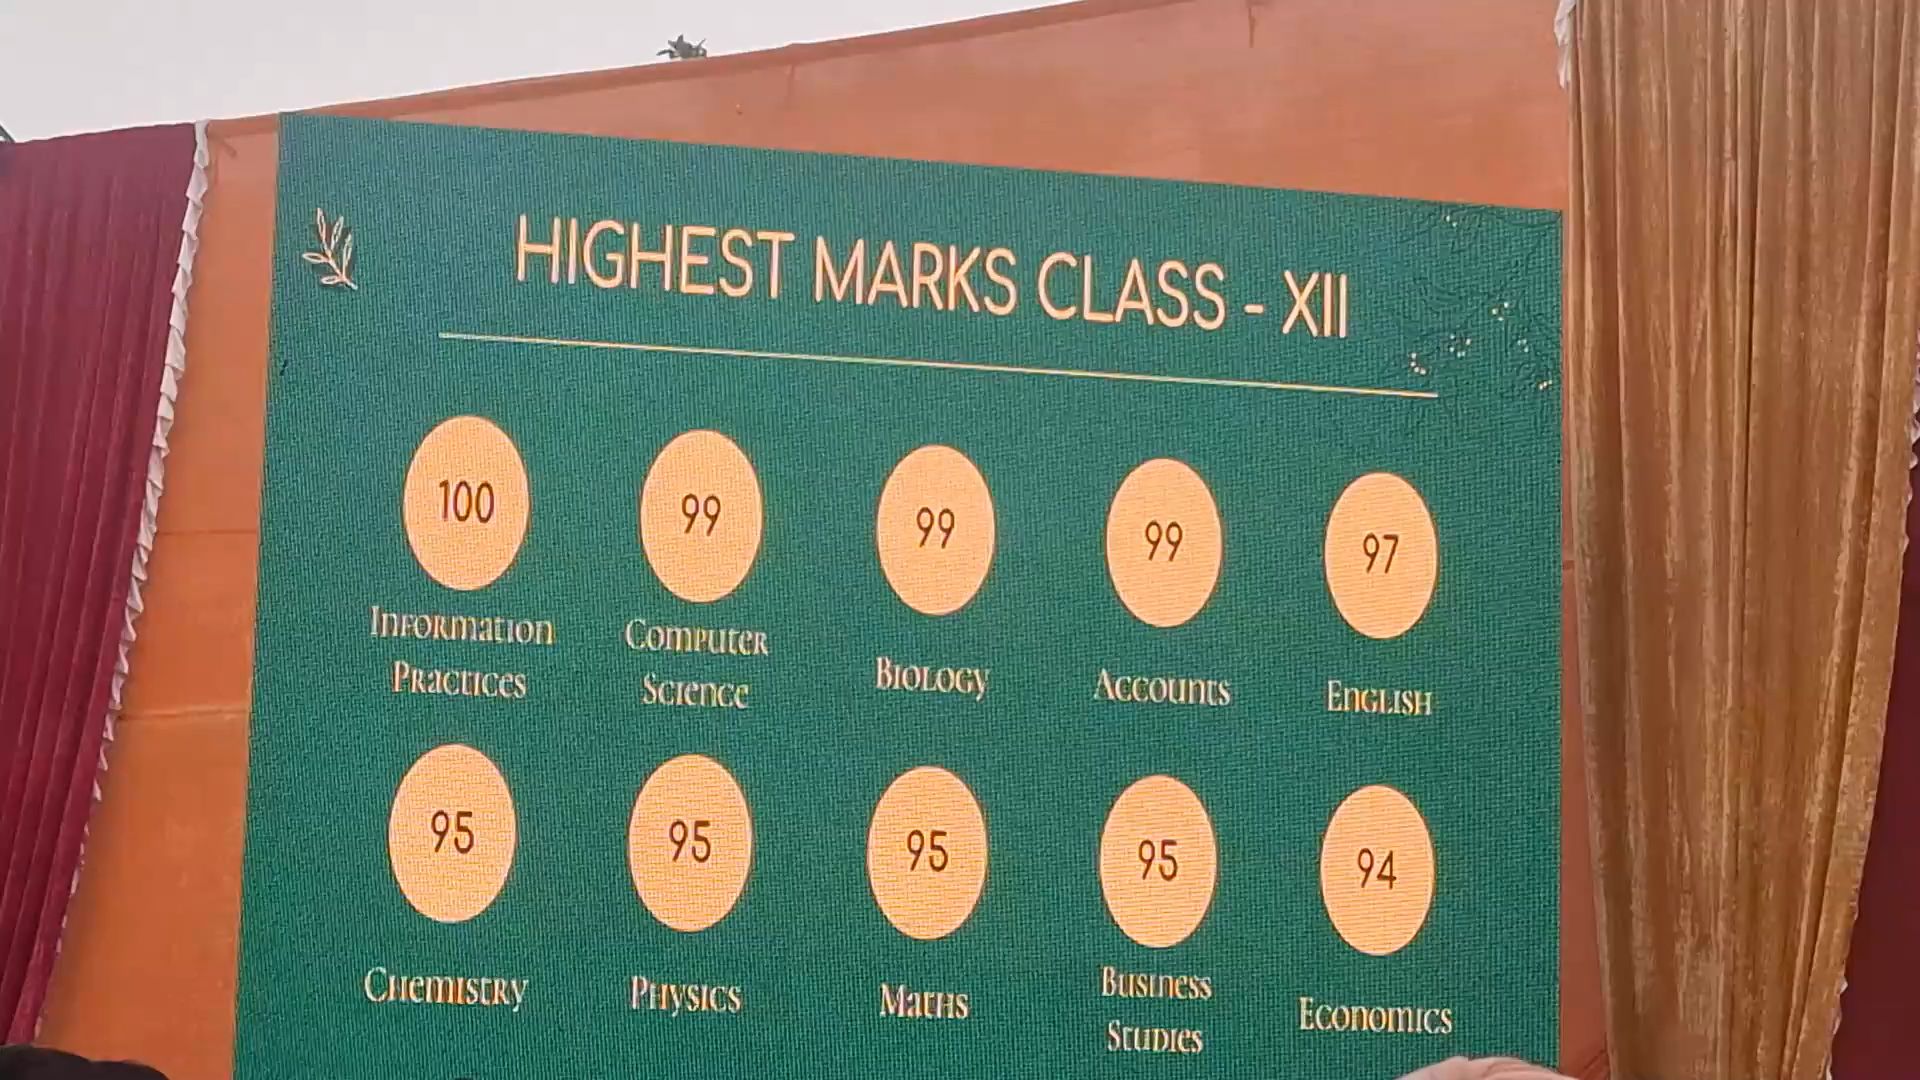 HIGHEST MARKS CLASS - XII
100
99
99
99
97
Information
Practices
Computer
Science
Biology
Accounts
English
95
95
95
95
94
Chemistry
Physics
Maths
Business
Studies
Economics